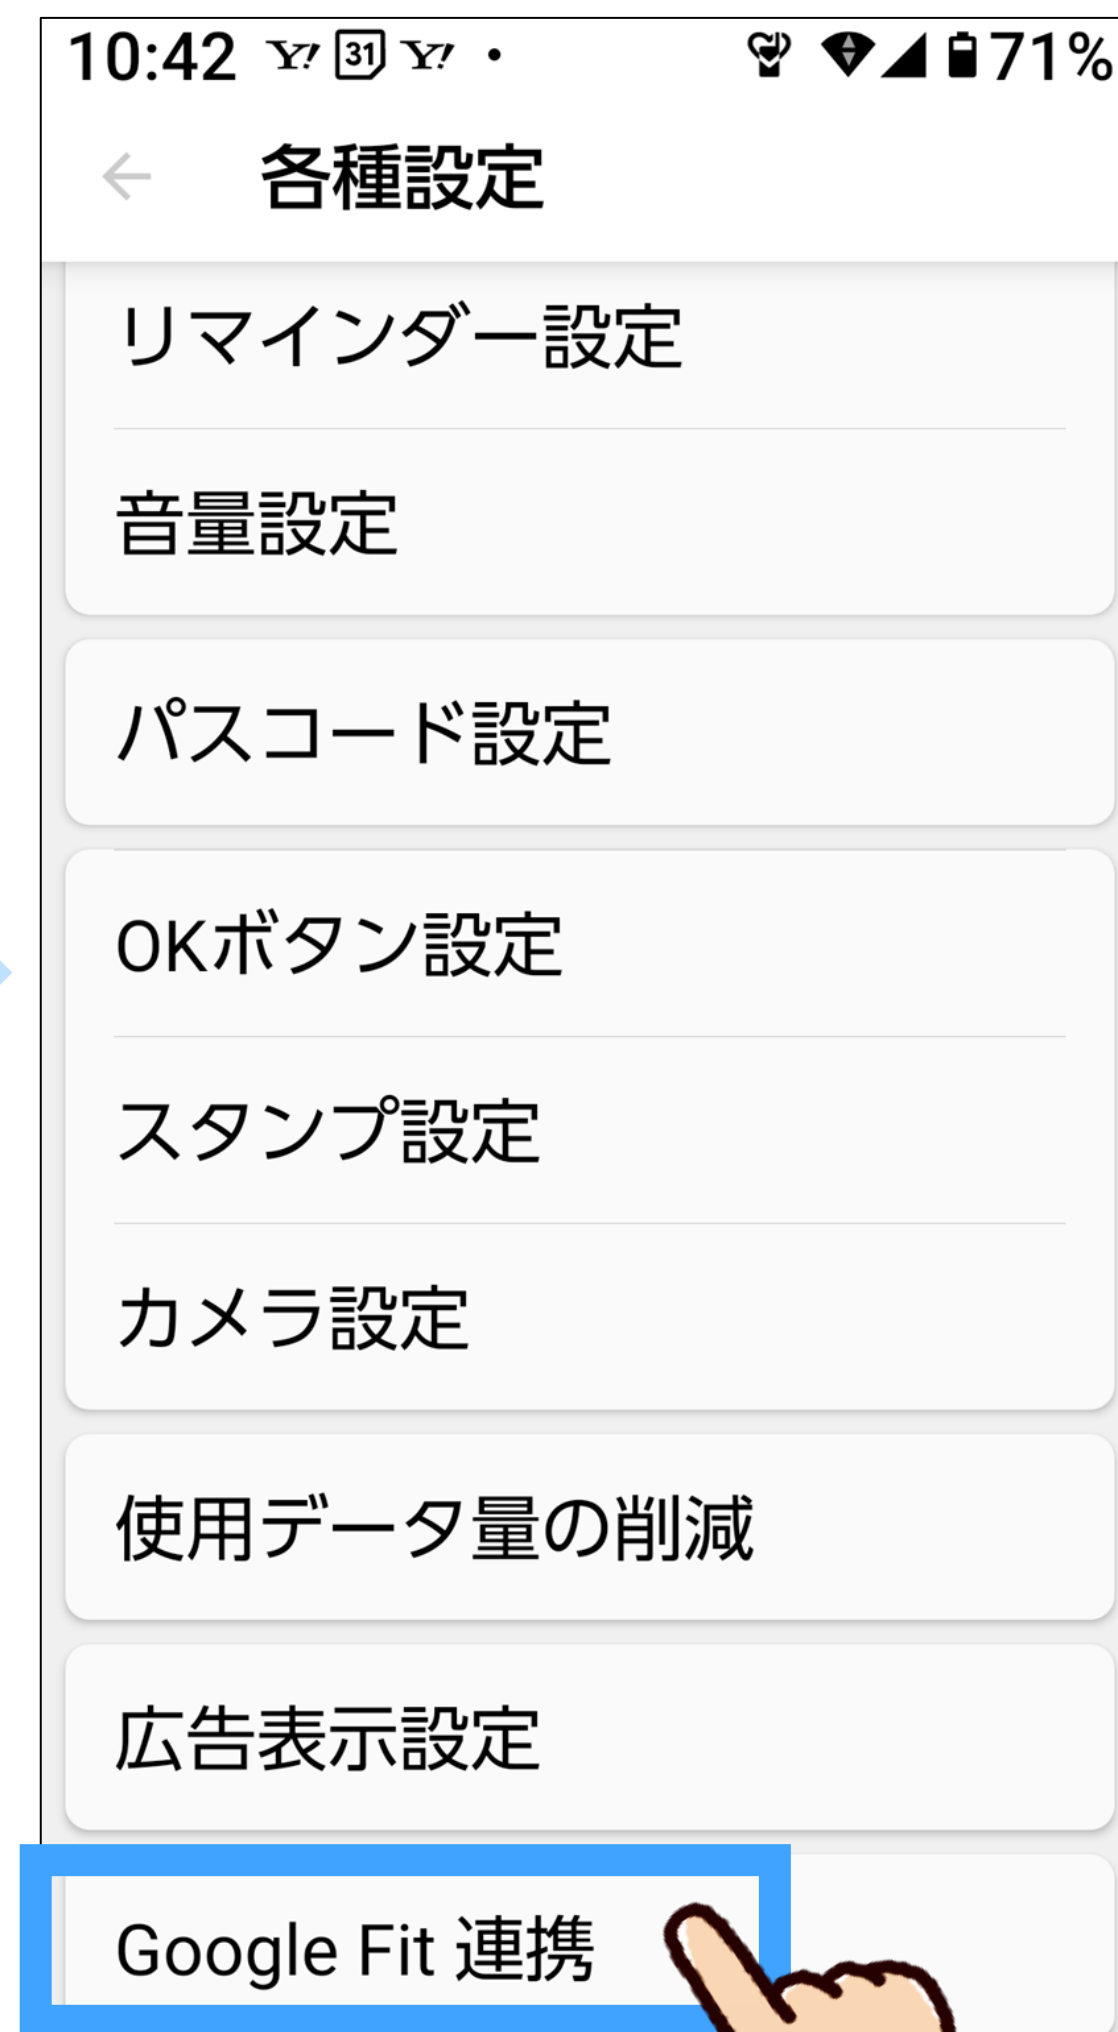 10:42 Y! 31 Y! • 71%
各種設定
リマインダー設定
音量設定
パスコード設定
OKボタン設定
スタンプ設定
カメラ設定
使用データ量の削減
広告表示設定
Google Fit 連携